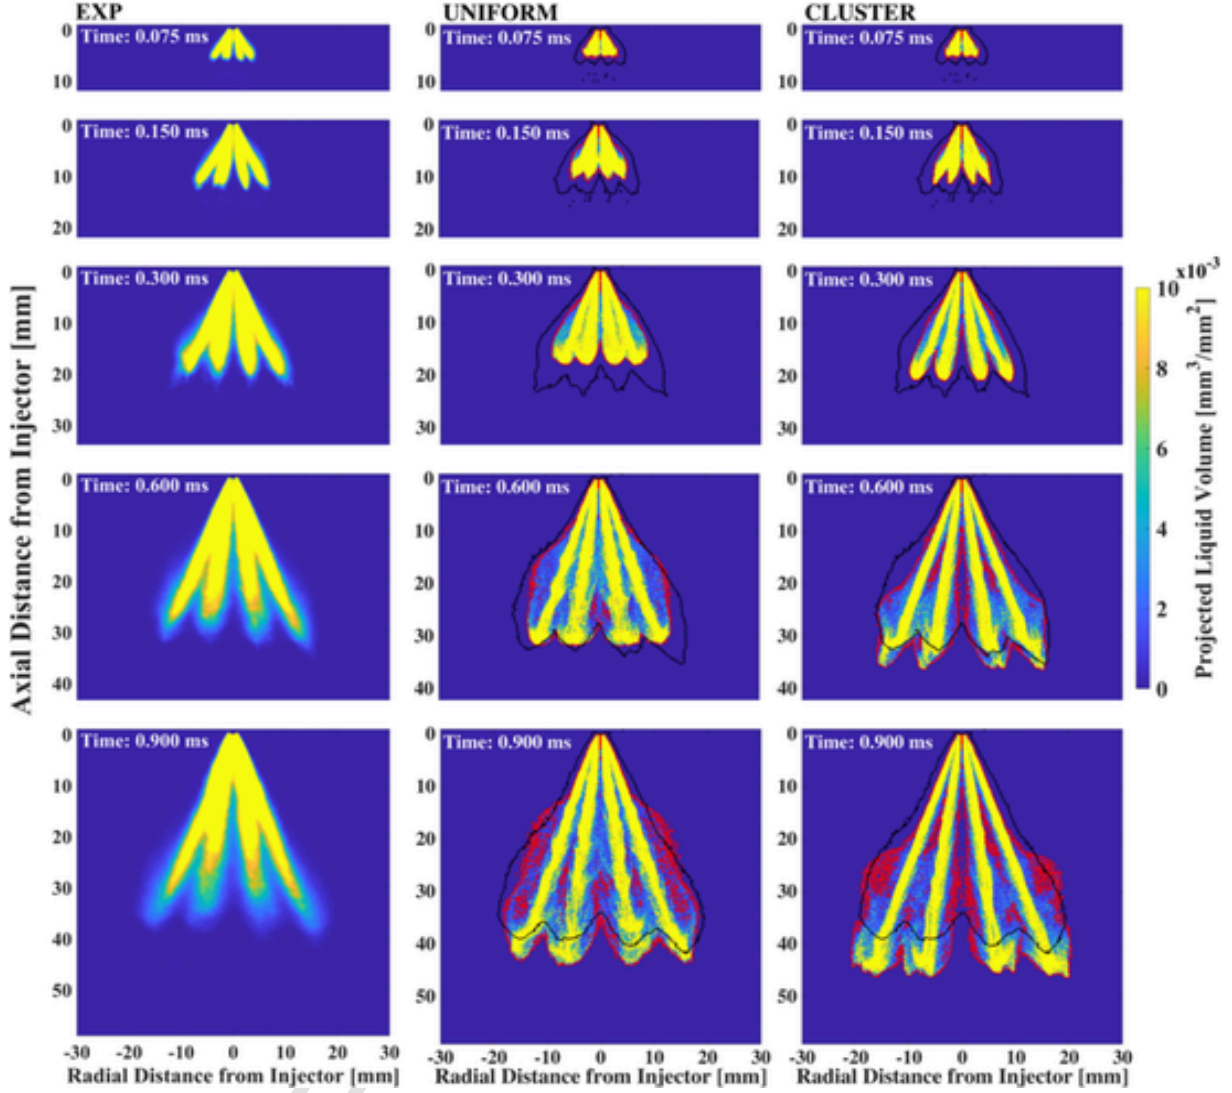 EXP
UNIFORM
CLUSTER
Time: 0.075 ms
Time: 0.075 ms
Time: 0.075 ms
0
10
0
10
0
10
Time: 0.150 ms
Time: 0.150 ms
Time: 0.150 ms
0
10
20
0
10
20
0
10
20
Time: 0.300 ms
Time: 0.300 ms
Time: 0.300 ms
0
10
20
30
0
10
20
30
0
10
20
30
Time: 0.600 ms
Time: 0.600 ms
Time: 0.600 ms
0
10
20
30
40
0
10
20
30
40
0
10
20
30
40
Time: 0.900 ms
Time: 0.900 ms
Time: 0.900 ms
0
10
20
30
40
50
0
10
20
30
40
50
0
10
20
30
40
50
-30 -20 -10 0 10 20 30
-30 -20 -10 0 10 20 30
-30 -20 -10 0 10 20 30
Radial Distance from Injector [mm]
Radial Distance from Injector [mm]
Radial Distance from Injector [mm]
Axial Distance from Injector [mm]
x10⁻³
10
8
6
4
2
0
Projected Liquid Volume [mm³/mm²]